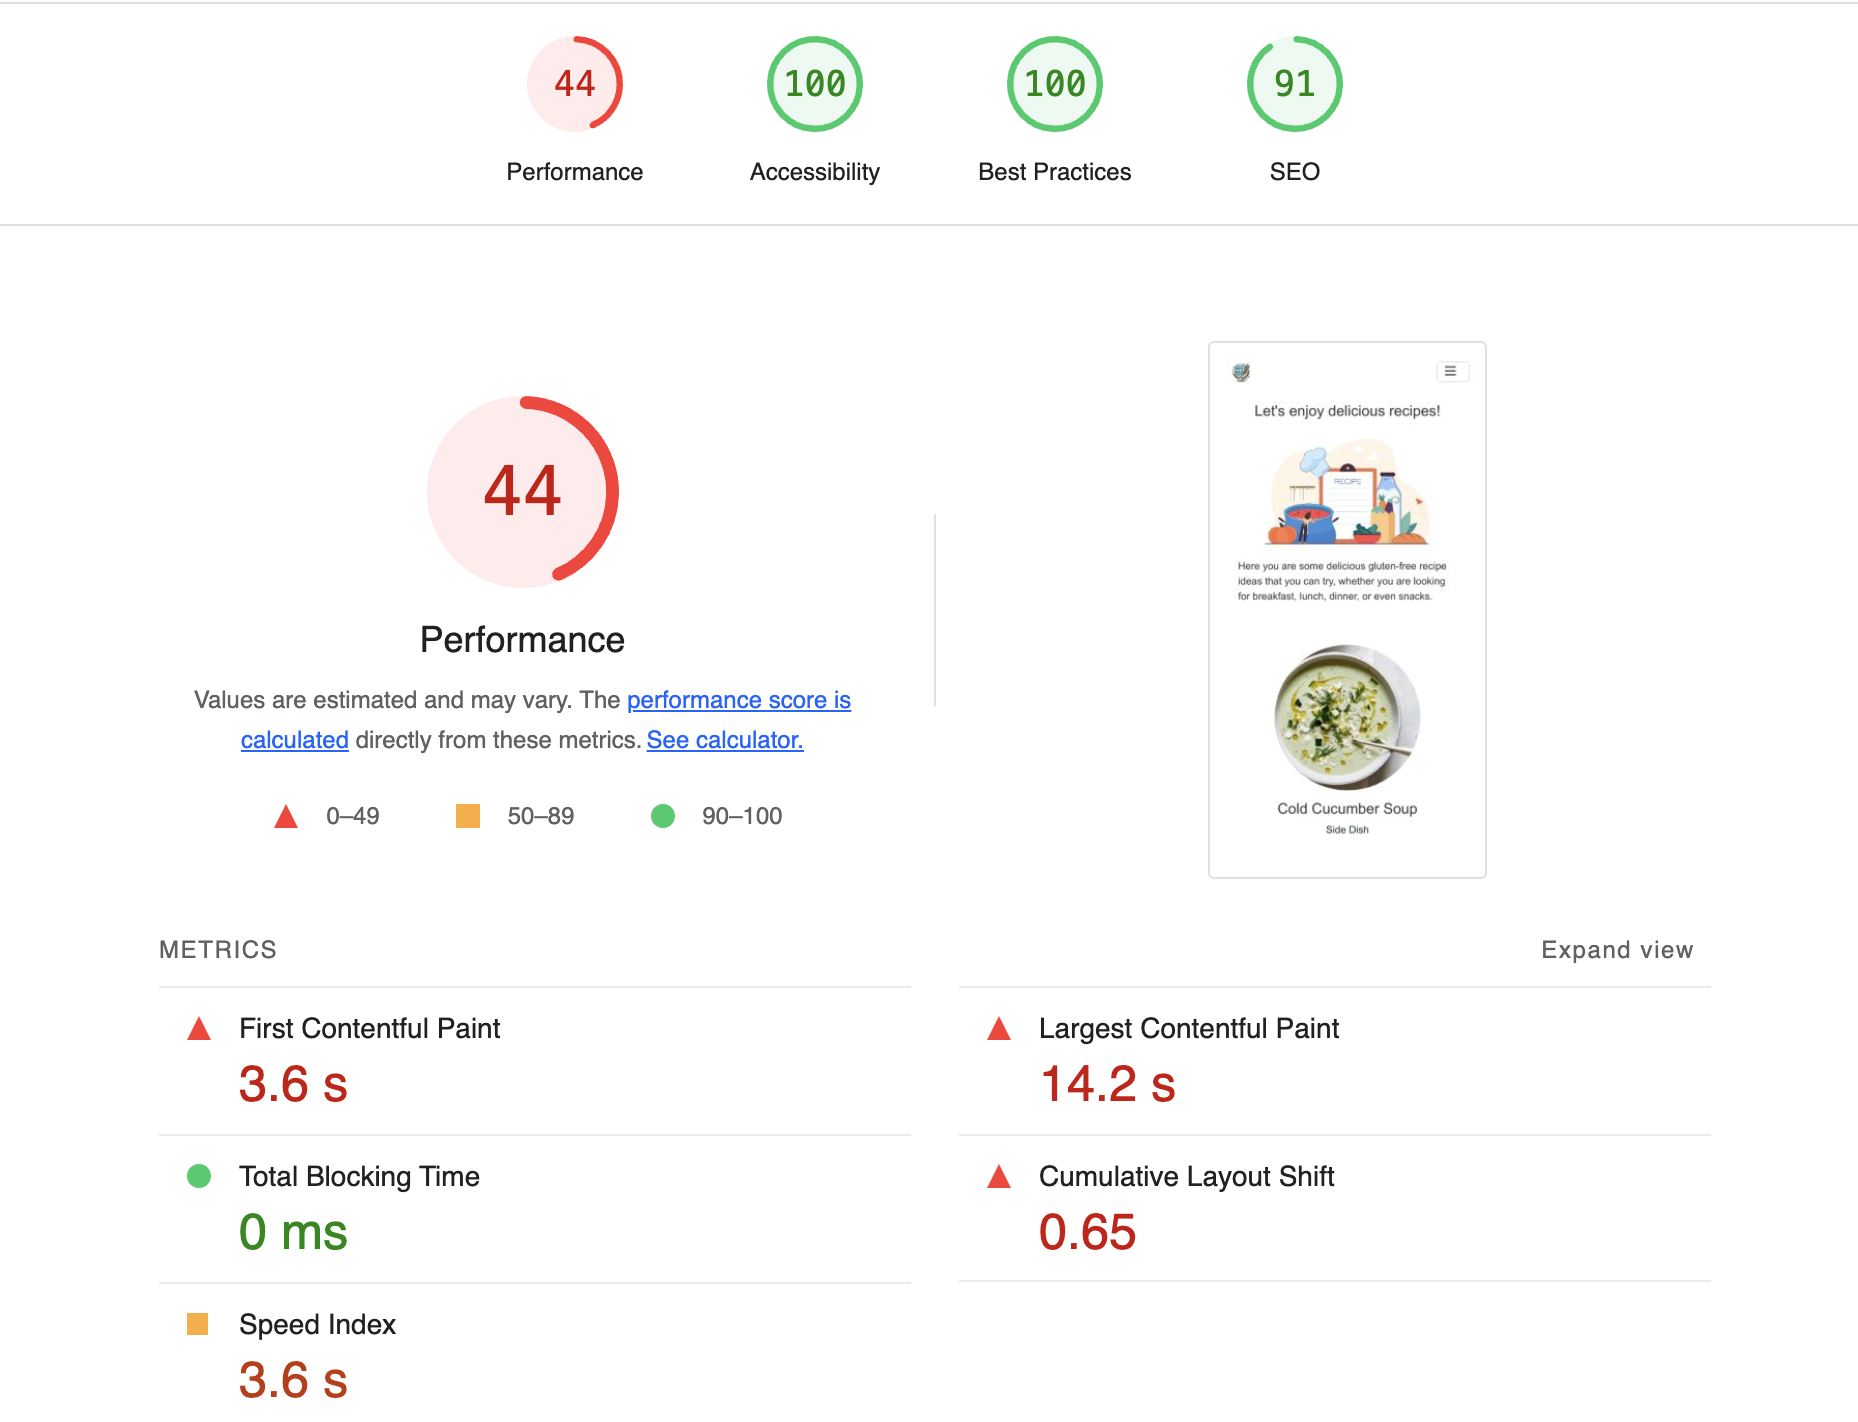 44
100
100
91
Performance
Accessibility
Best Practices
SEO
44
Performance
Values are estimated and may vary. The performance score is
calculated directly from these metrics. See calculator.
0–49
50–89
90–100
Let's enjoy delicious recipes!
RECIPE
Here you are some delicious gluten-free recipe
ideas that you can try, whether you are looking
for breakfast, lunch, dinner, or even snacks.
Cold Cucumber Soup
Side Dish
METRICS
Expand view
First Contentful Paint
3.6 s
Largest Contentful Paint
14.2 s
Total Blocking Time
0 ms
Cumulative Layout Shift
0.65
Speed Index
3.6 s